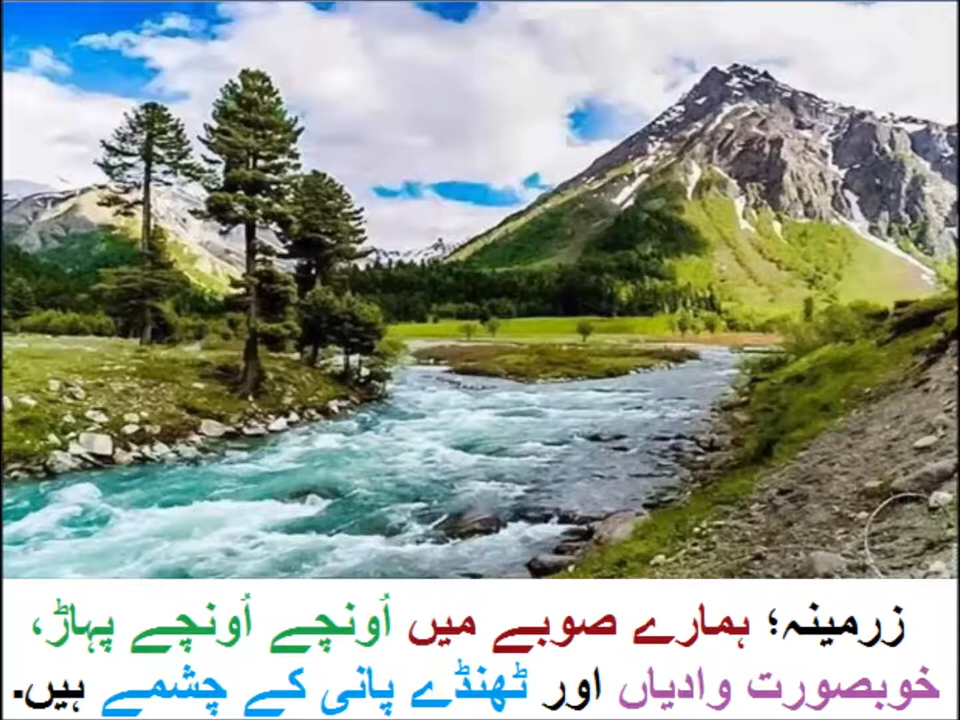 زرمینہ؛ ہمارے صوبے میں اُونچے اُونچے پہاڑ،
خوبصورت وادیاں اور ٹھنڈے پانی کے چشمے ہیں۔